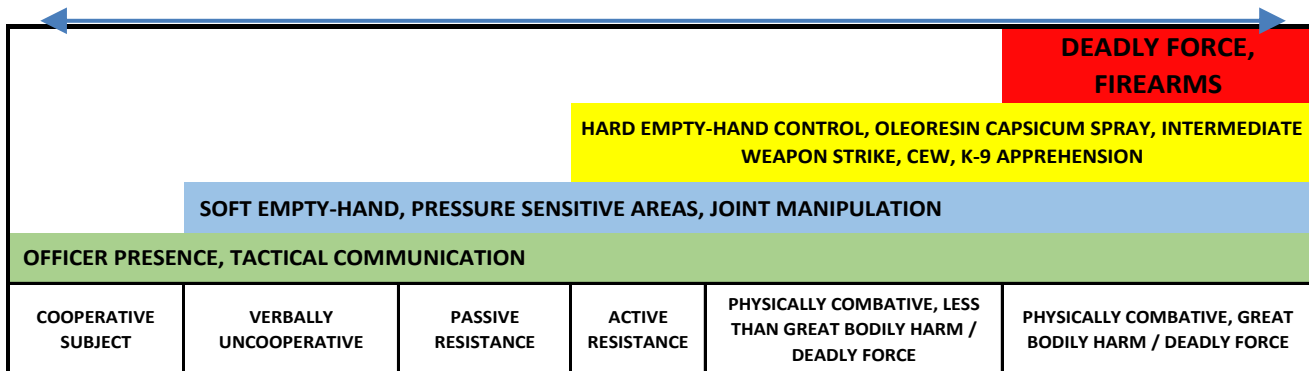 DEADLY FORCE,
FIREARMS
HARD EMPTY-HAND CONTROL, OLEORESIN CAPSICUM SPRAY, INTERMEDIATE
WEAPON STRIKE, CEW, K-9 APPREHENSION
SOFT EMPTY-HAND, PRESSURE SENSITIVE AREAS, JOINT MANIPULATION
OFFICER PRESENCE, TACTICAL COMMUNICATION
COOPERATIVE
SUBJECT
VERBALLY
UNCOOPERATIVE
PASSIVE
RESISTANCE
ACTIVE
RESISTANCE
PHYSICALLY COMBATIVE, LESS
THAN GREAT BODILY HARM /
DEADLY FORCE
PHYSICALLY COMBATIVE, GREAT
BODILY HARM / DEADLY FORCE